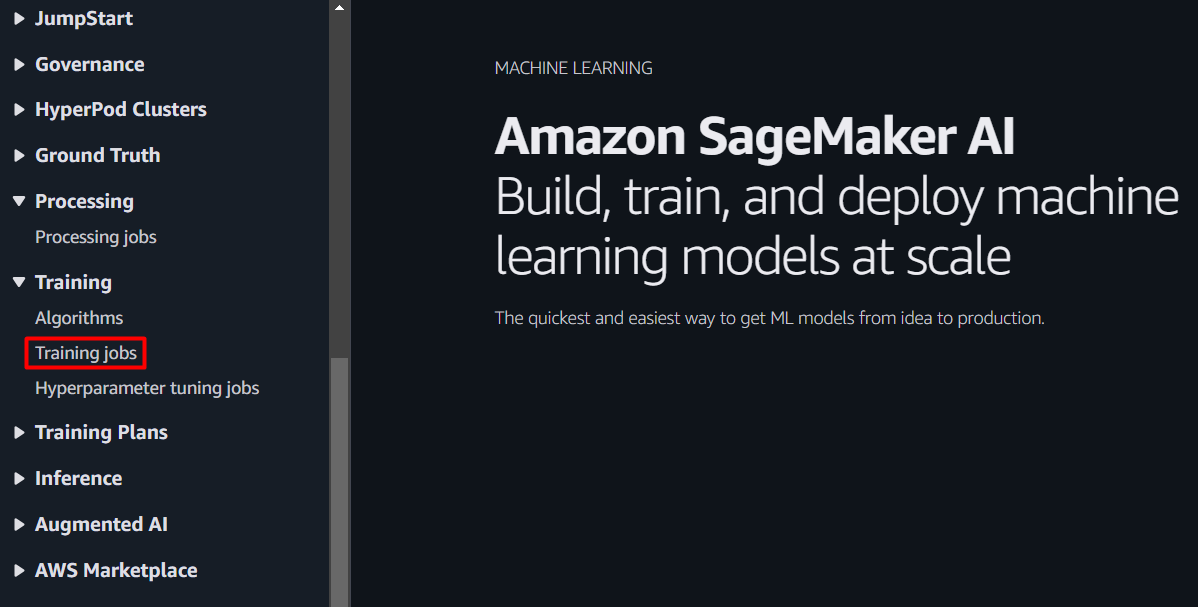 JumpStart
Governance
HyperPod Clusters
Ground Truth
Processing
Processing jobs
Training
Algorithms
Training jobs
Hyperparameter tuning jobs
Training Plans
Inference
Augmented AI
AWS Marketplace
MACHINE LEARNING
Amazon SageMaker AI
Build, train, and deploy machine
learning models at scale
The quickest and easiest way to get ML models from idea to production.